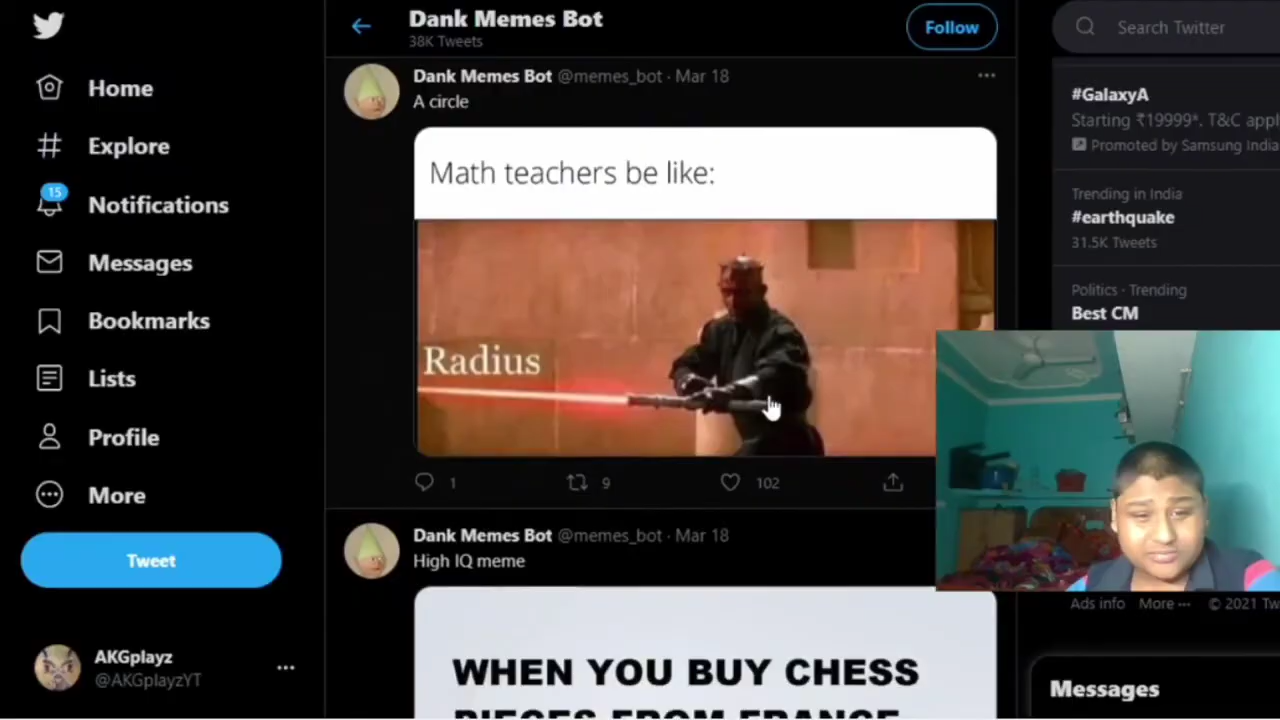 Home
Explore
15
Notifications
Messages
Bookmarks
Lists
Profile
More
Tweet
AKGplayz
@AKGplayzYT
Dank Memes Bot
38K Tweets
Follow
Dank Memes Bot @memes_bot · Mar 18
A circle
Math teachers be like:
Radius
1 9 102
Dank Memes Bot @memes_bot · Mar 18
High IQ meme
WHEN YOU BUY CHESS
PIECES FROM FRANCE
Search Twitter
#GalaxyA
Starting ₹19999*. T&C appl
Promoted by Samsung India
Trending in India
#earthquake
31.5K Tweets
Politics · Trending
Best CM
Ads info More ··· © 2021 Tw
Messages